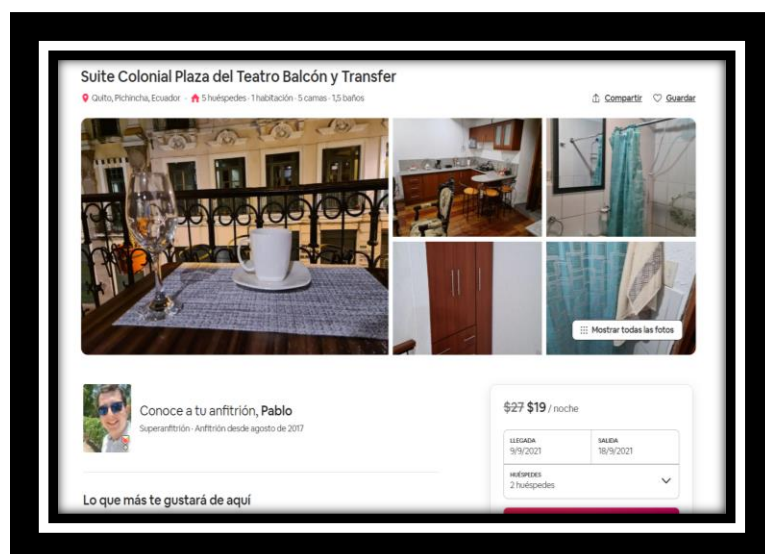 Suite Colonial Plaza del Teatro Balcón y Transfer
Quito, Pichincha, Ecuador · 5 huéspedes · 1 habitación · 5 camas · 1,5 baños
Compartir Guardar
Mostrar todas las fotos
Conoce a tu anfitrión, Pablo
Superanfitrión · Anfitrión desde agosto de 2017
$27 $19 / noche
LLEGADA SALIDA
9/9/2021 18/9/2021
HUÉSPEDES
2 huéspedes
Lo que más te gustará de aquí